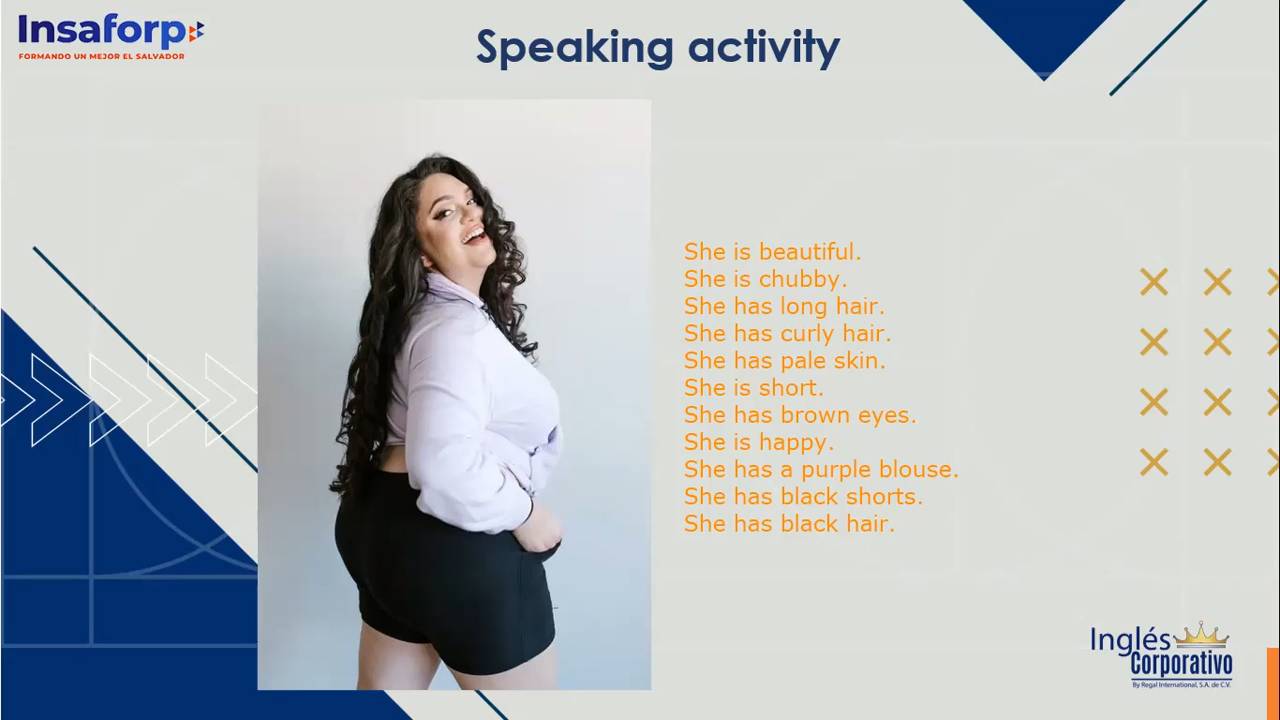 Insaforp
FORMANDO UN MEJOR EL SALVADOR
Speaking activity
She is beautiful.
She is chubby.
She has long hair.
She has curly hair.
She has pale skin.
She is short.
She has brown eyes.
She is happy.
She has a purple blouse.
She has black shorts.
She has black hair.
Inglés
Corporativo
By Regal International, S.A. de C.V.